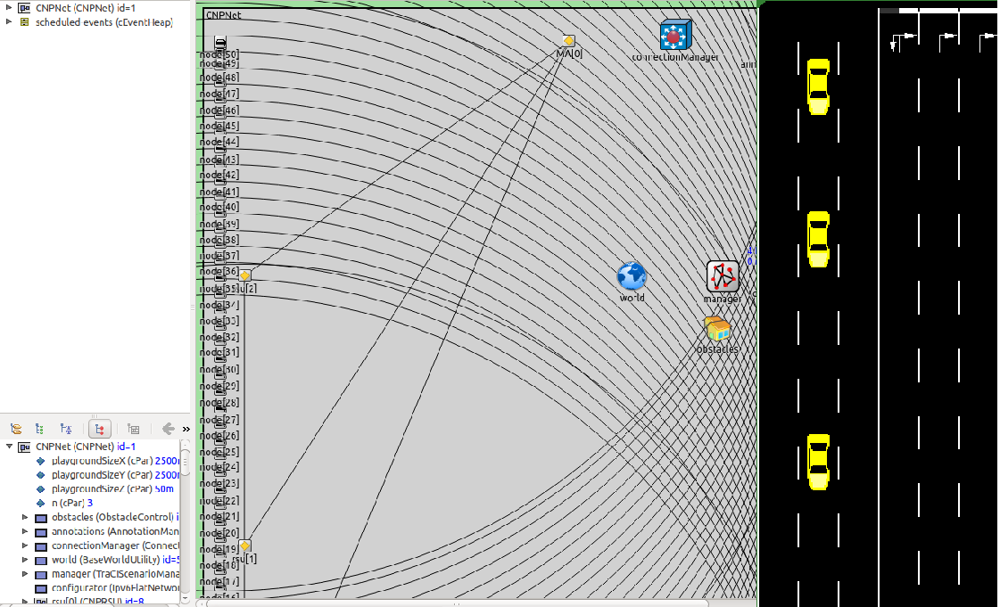 CNPNet (CNPNet) id=1
scheduled events (cEventHeap)
CNPNet (CNPNet) id=1
playgroundSizeX (cPar) 2500
playgroundSizeY (cPar) 2500
playgroundSizeZ (cPar) 50m
n (cPar) 3
obstacles (ObstacleControl) i
annotations (AnnotationMan
connectionManager (Connect
world (BaseWorldUtility) id=5
manager (TraCIScenarioMana
configurator (Ipv6FlatNetwo
rsu[0] (CNPRSU) id=8
CNPNet
node[50]
node[49]
node[48]
node[47]
node[46]
node[45]
node[44]
node[43]
node[42]
node[41]
node[40]
node[39]
node[38]
node[37]
node[36]
node[35]
rsu[2]
node[34]
node[33]
node[32]
node[31]
node[30]
node[29]
node[28]
node[27]
node[26]
node[25]
node[24]
node[23]
node[22]
node[21]
node[20]
node[19]
rsu[1]
node[18]
node[17]
node[16]
MA[0]
connectionManager
ann
world
manager
obstacles